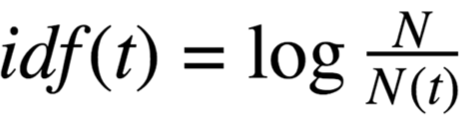 idf(t) = log N/N(t)